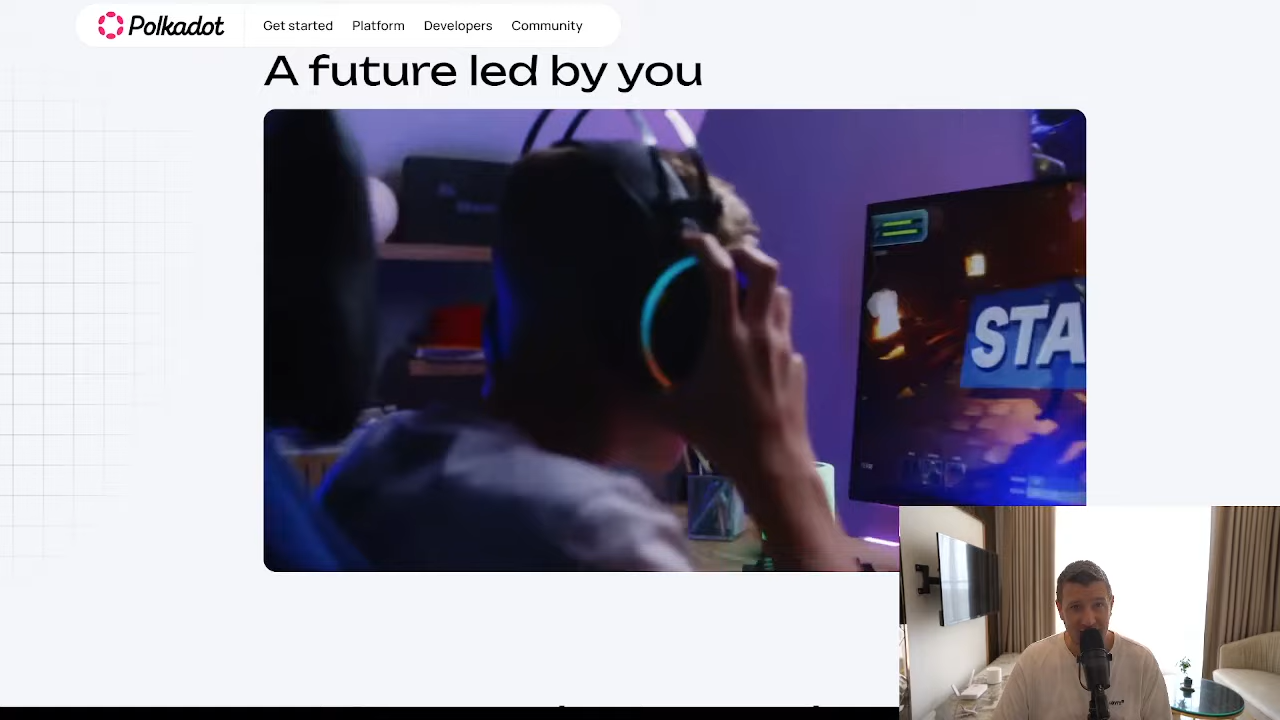 Polkadot
Get started
Platform
Developers
Community
A future led by you
STA